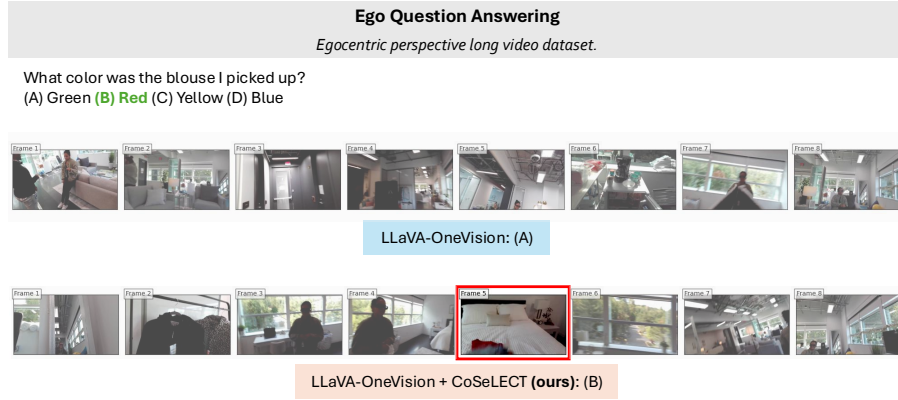 Ego Question Answering
Egocentric perspective long video dataset.
What color was the blouse I picked up?
(A) Green (B) Red (C) Yellow (D) Blue
Frame 1 Frame 2 Frame 3 Frame 4 Frame 5 Frame 6 Frame 7 Frame 8
LLaVA-OneVision: (A)
Frame 1 Frame 2 Frame 3 Frame 4 Frame 5 Frame 6 Frame 7 Frame 8
LLaVA-OneVision + CoSeLECT (ours): (B)